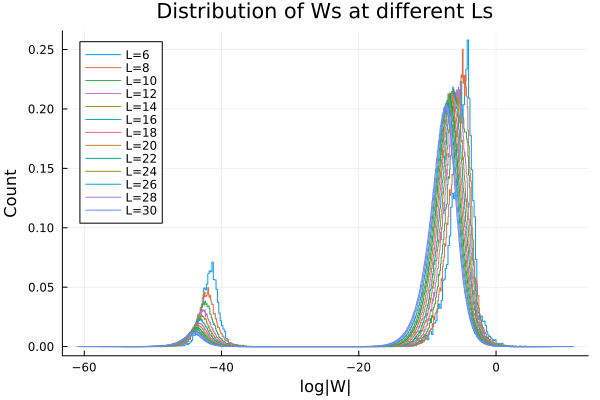 Distribution of Ws at different Ls
Count
0.25
0.20
0.15
0.10
0.05
0.00
L=6
L=8
L=10
L=12
L=14
L=16
L=18
L=20
L=22
L=24
L=26
L=28
L=30
−60
−40
−20
0
log|W|